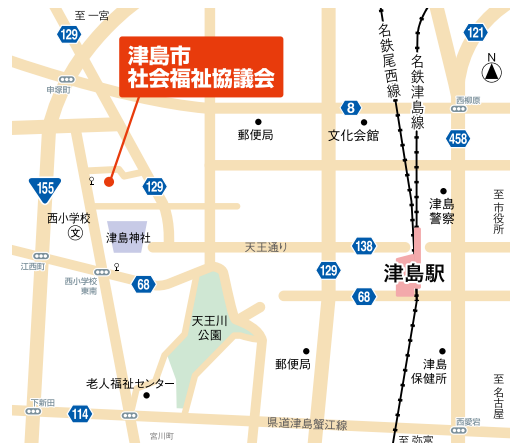 至 一宮
129
津島市
社会福祉協議会
名鉄尾西線
名鉄津島線
121
N
申塚町
8
西柳原
郵便局
文化会館
458
155
129
西小学校
文
津島神社
津島
警察
至 市役所
天王通り
138
江西町
西小学校
東南
68
129
津島駅
68
天王川
公園
郵便局
津島
保健所
老人福祉センター
至 名古屋
下新田
114
宮川町
県道津島蟹江線
西愛宕
至 弥富